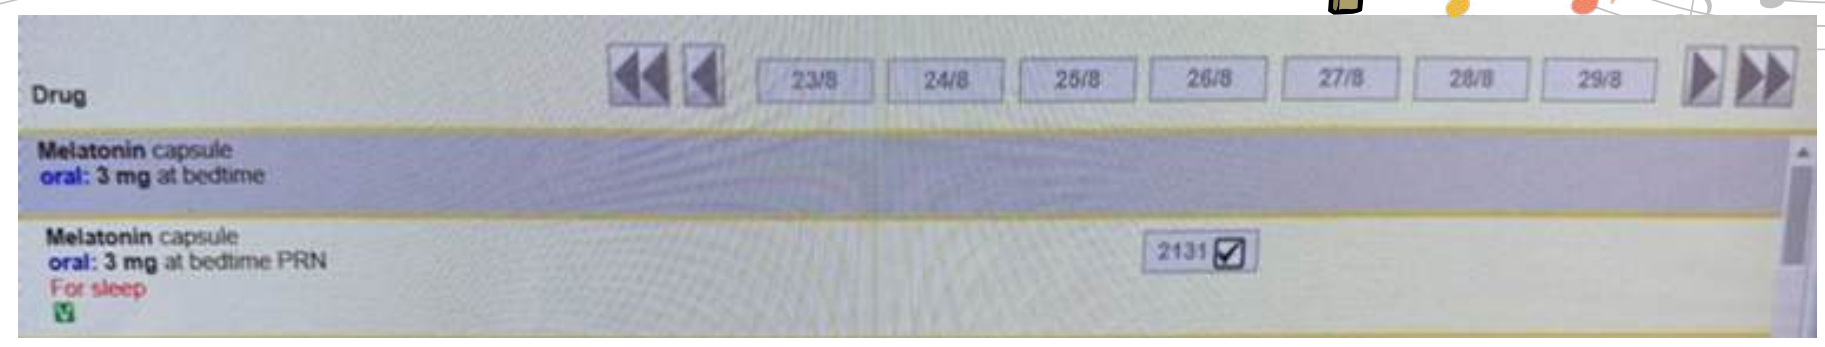 Drug
23/8 24/8 25/8 26/8 27/8 28/8 29/8
Melatonin capsule
oral: 3 mg at bedtime
Melatonin capsule
oral: 3 mg at bedtime PRN
2131
For sleep
V